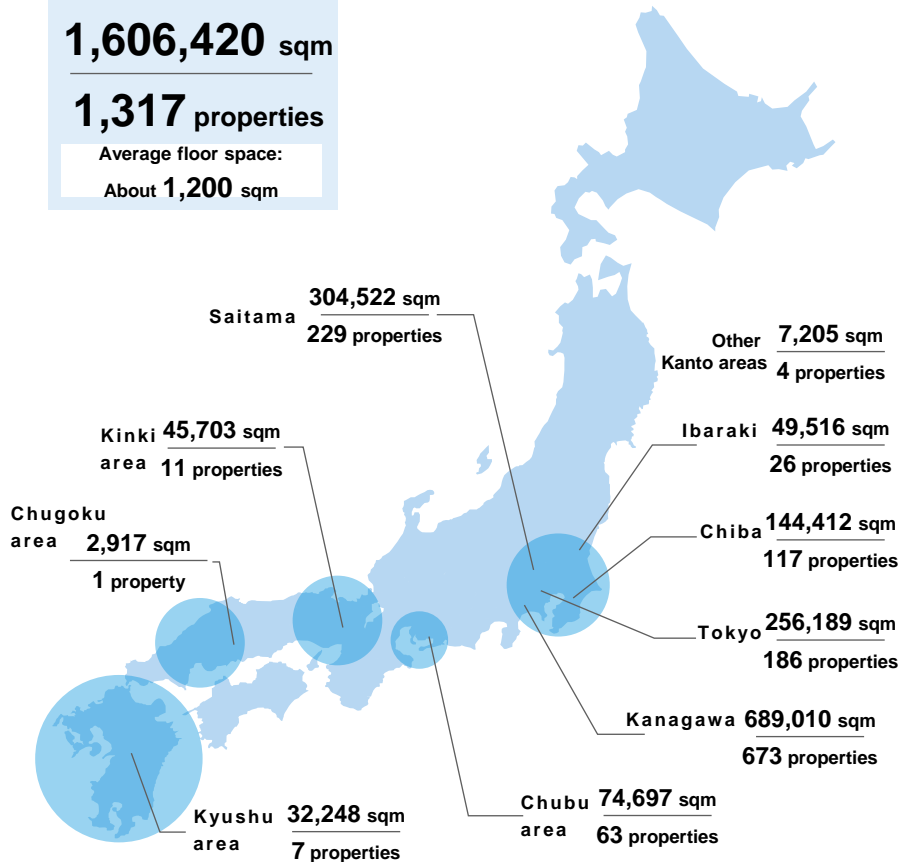 1,606,420 sqm
1,317 properties
Average floor space:
About 1,200 sqm
Saitama
304,522 sqm
229 properties
Other
Kanto areas
7,205 sqm
4 properties
Kinki
area
45,703 sqm
11 properties
Ibaraki
49,516 sqm
26 properties
Chugoku
area
2,917 sqm
1 property
Chiba
144,412 sqm
117 properties
Tokyo
256,189 sqm
186 properties
Kanagawa
689,010 sqm
673 properties
Kyushu
area
32,248 sqm
7 properties
Chubu
area
74,697 sqm
63 properties